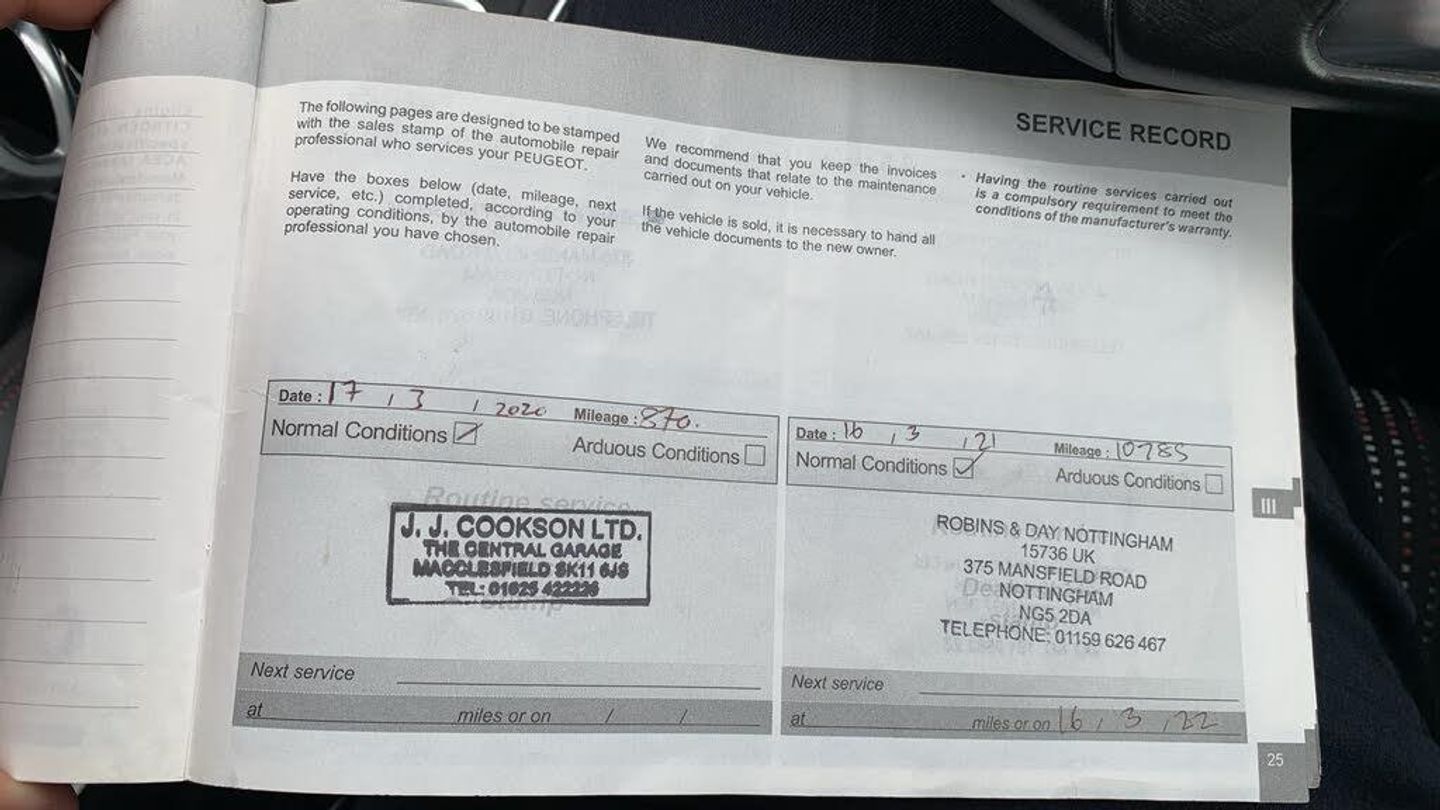 SERVICE RECORD
The following pages are designed to be stamped
with the sales stamp of the automobile repair
professional who services your PEUGEOT.
Have the boxes below (date, mileage, next
service, etc.) completed, according to your
operating conditions, by the automobile repair
professional you have chosen.
We recommend that you keep the invoices
and documents that relate to the maintenance
carried out on your vehicle.
If the vehicle is sold, it is necessary to hand all
the vehicle documents to the new owner.
• Having the routine services carried out
is a compulsory requirement to meet the
conditions of the manufacturer's warranty.
Date : 17 / 3 / 2020 Mileage : 870.
Normal Conditions Arduous Conditions
Routine service
J. J. COOKSON LTD.
THE CENTRAL GARAGE
MACCLESFIELD SK11 6JS
TEL: 01625 422226
stamp
Next service
at miles or on / /
Date : 16 / 3 / 21 Mileage : 10785
Normal Conditions Arduous Conditions
ROBINS & DAY NOTTINGHAM
15736 UK
375 MANSFIELD ROAD
NOTTINGHAM
NG5 2DA
TELEPHONE: 01159 626 467
Next service
at miles or on 16 / 3 / 22
III
25